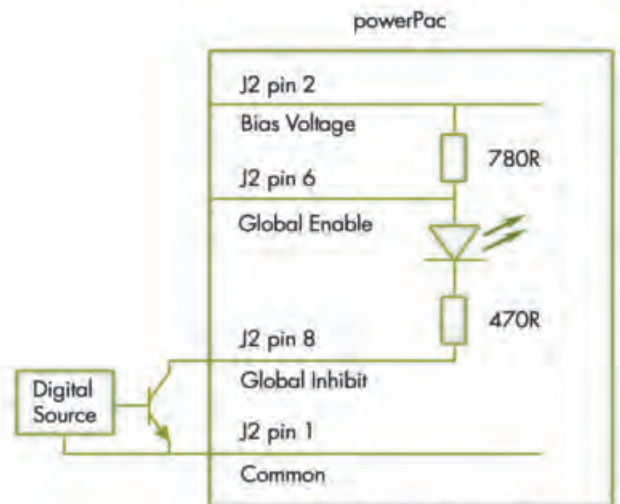 powerPac
J2 pin 2
Bias Voltage
780R
J2 pin 6
Global Enable
470R
J2 pin 8
Global Inhibit
Digital
Source
J2 pin 1
Common